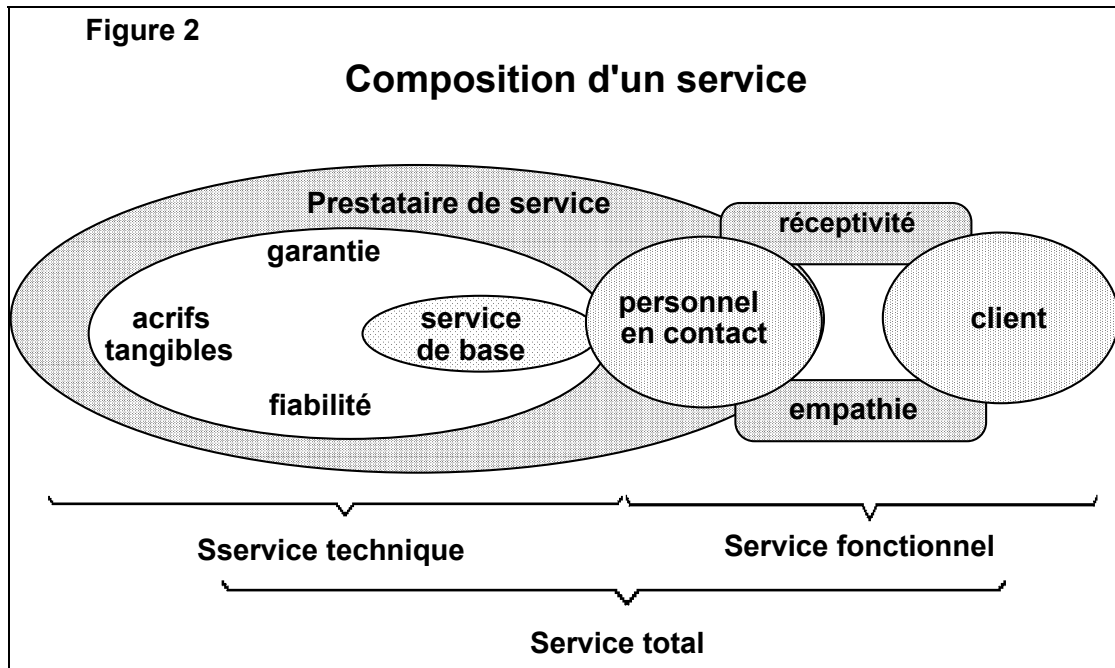 Figure 2
Composition d'un service
Prestataire de service
garantie
acrifs
tangibles
service
de base
fiabilité
personnel
en contact
réceptivité
empathie
client
Sservice technique
Service fonctionnel
Service total